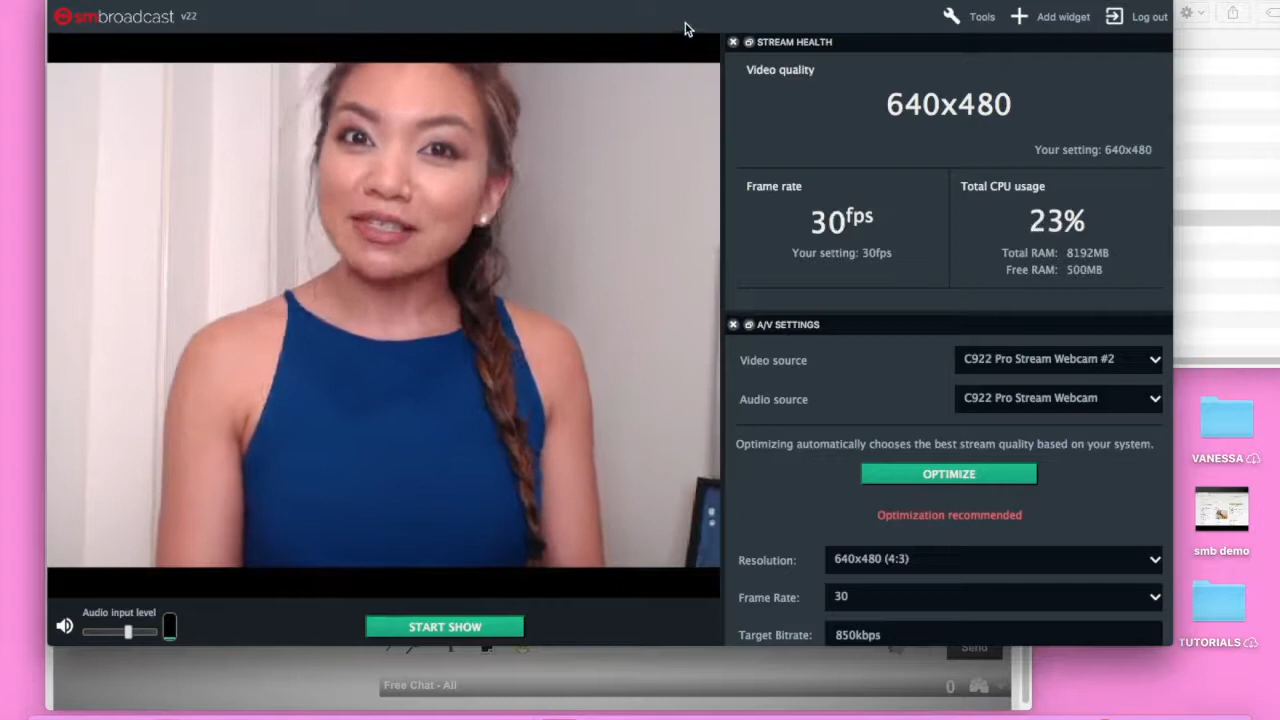 smbroadcast v22
Tools
Add widget
Log out
STREAM HEALTH
Video quality
640x480
Your setting: 640x480
Frame rate
30fps
Your setting: 30fps
Total CPU usage
23%
Total RAM: 8192MB
Free RAM: 500MB
A/V SETTINGS
Video source
C922 Pro Stream Webcam #2
Audio source
C922 Pro Stream Webcam
Optimizing automatically chooses the best stream quality based on your system.
OPTIMIZE
Optimization recommended
Resolution:
640x480 (4:3)
Frame Rate:
30
Target Bitrate:
850kbps
Audio input level
START SHOW
Send
Free Chat - All
0
VANESSA
smb demo
TUTORIALS